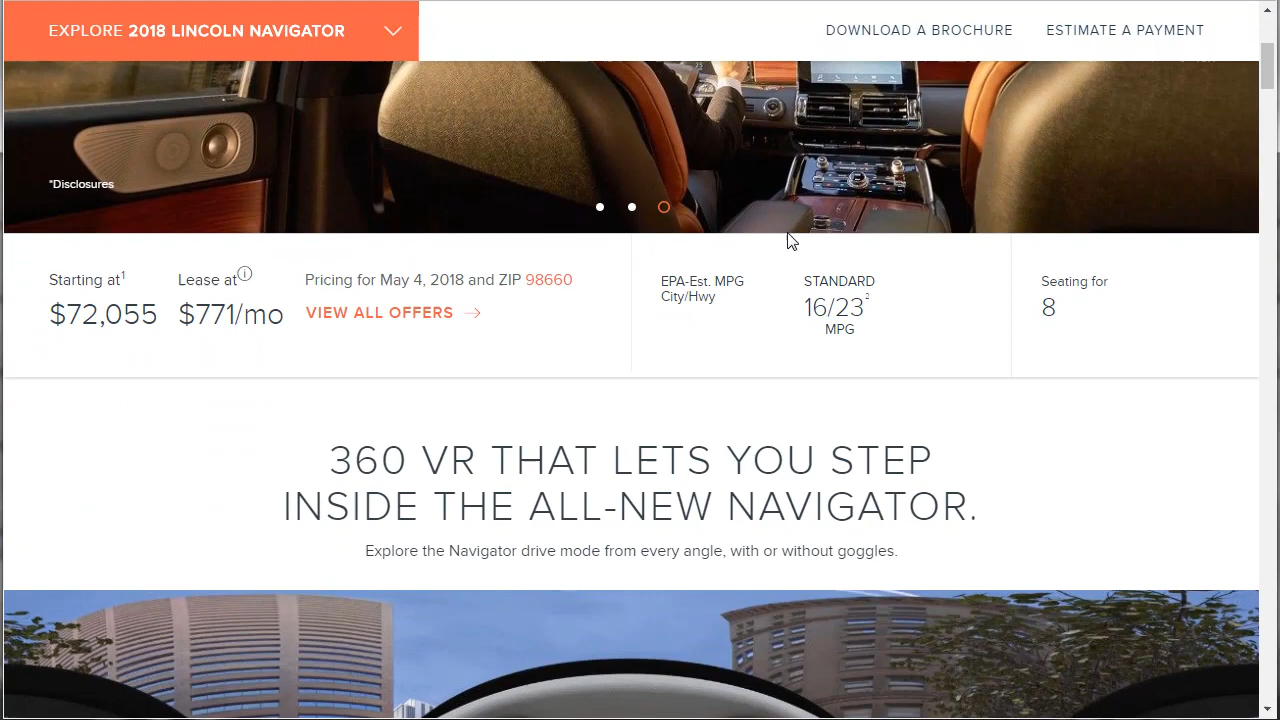 EXPLORE 2018 LINCOLN NAVIGATOR
DOWNLOAD A BROCHURE
ESTIMATE A PAYMENT
*Disclosures
Starting at1
$72,055
Lease at
$771/mo
Pricing for May 4, 2018 and ZIP 98660
VIEW ALL OFFERS
EPA-Est. MPG
City/Hwy
STANDARD
16/23²
MPG
Seating for
8
360 VR THAT LETS YOU STEP
INSIDE THE ALL-NEW NAVIGATOR.
Explore the Navigator drive mode from every angle, with or without goggles.